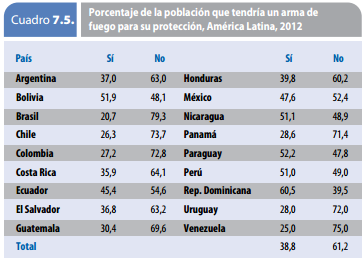 Cuadro 7.5. Porcentaje de la población que tendría un arma de
fuego para su protección, América Latina, 2012
País Sí No Sí No
Argentina 37,0 63,0 Honduras 39,8 60,2
Bolivia 51,9 48,1 México 47,6 52,4
Brasil 20,7 79,3 Nicaragua 51,1 48,9
Chile 26,3 73,7 Panamá 28,6 71,4
Colombia 27,2 72,8 Paraguay 52,2 47,8
Costa Rica 35,9 64,1 Perú 51,0 49,0
Ecuador 45,4 54,6 Rep. Dominicana 60,5 39,5
El Salvador 36,8 63,2 Uruguay 28,0 72,0
Guatemala 30,4 69,6 Venezuela 25,0 75,0
Total 38,8 61,2